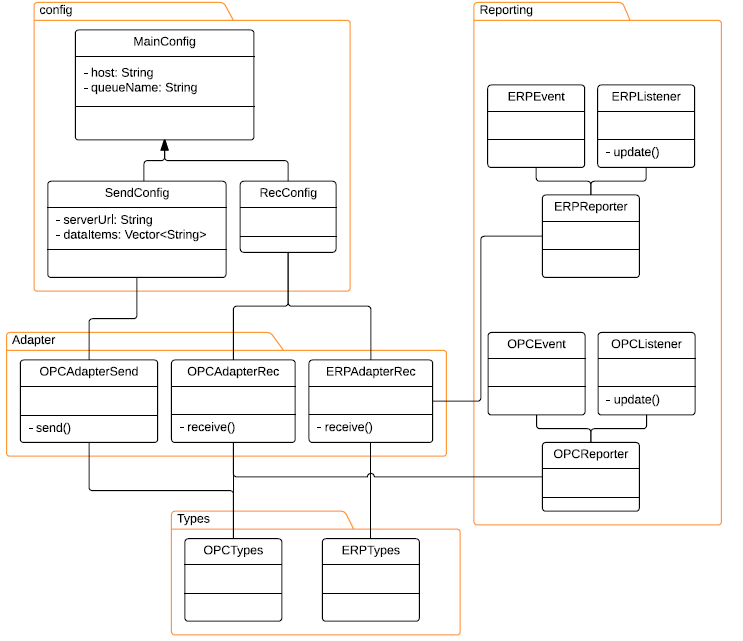 config
MainConfig
- host: String
- queueName: String
SendConfig
- serverUrl: String
- dataItems: Vector<String>
RecConfig
Reporting
ERPEvent
ERPListener
- update()
ERPReporter
OPCEvent
OPCListener
- update()
OPCReporter
Adapter
OPCAdapterSend
- send()
OPCAdapterRec
- receive()
ERPAdapterRec
- receive()
Types
OPCTypes
ERPTypes